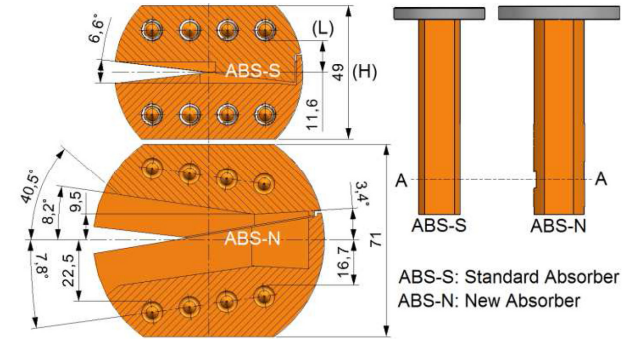 6,6°
(L)
ABS-S
49
(H)
11,6
40,5°
8,2°
9,5
3,4°
ABS-N
7,8°
22,5
16,7
71
A
A
ABS-S
ABS-N
ABS-S: Standard Absorber
ABS-N: New Absorber